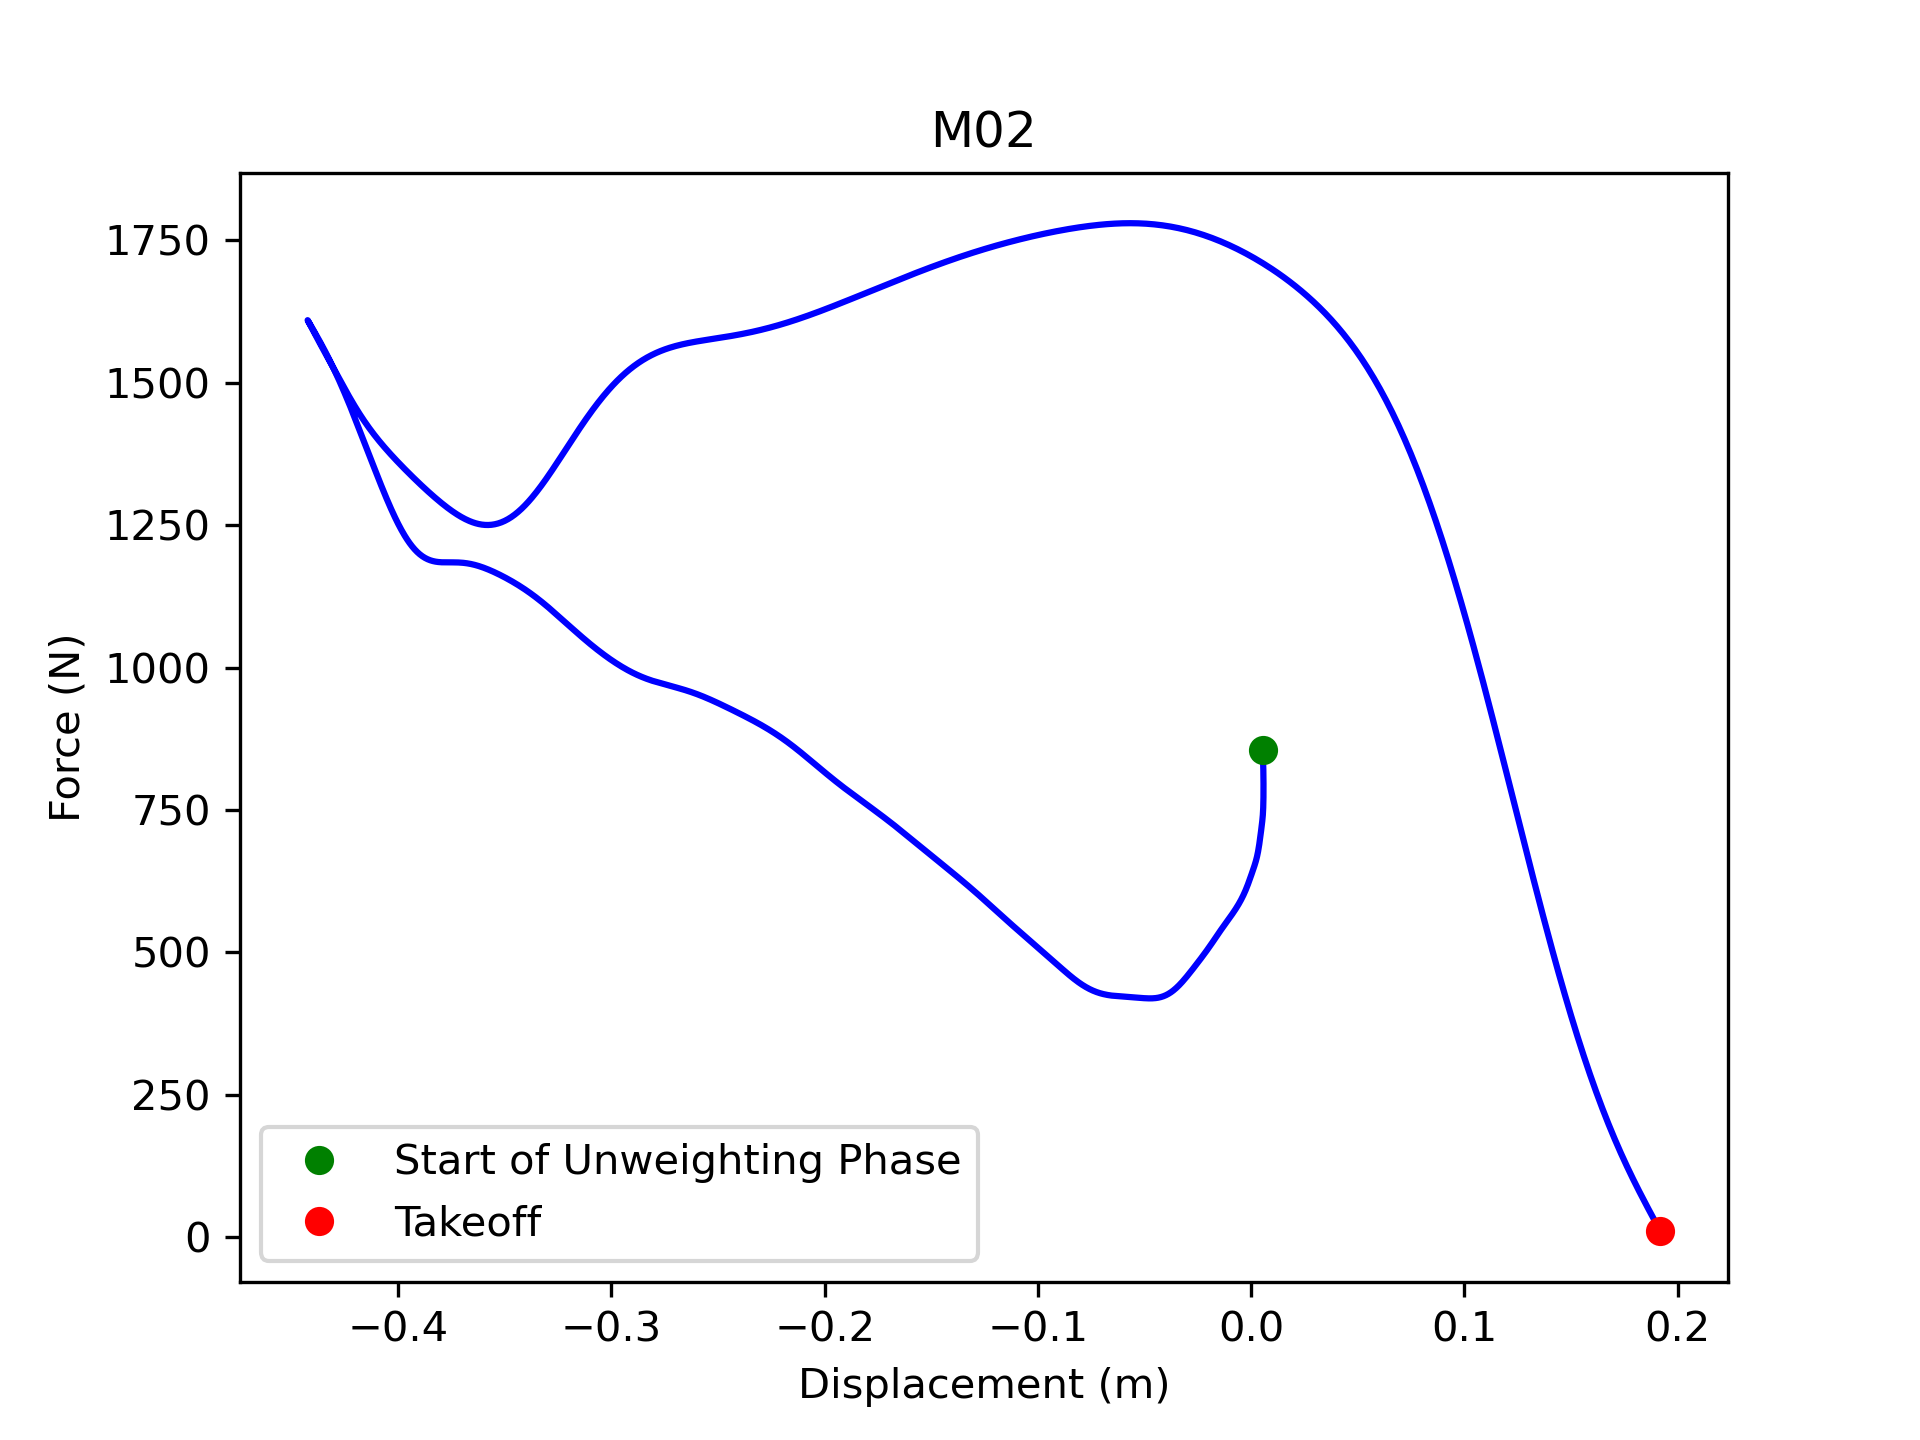 M02
1750
1500
1250
1000
750
500
250
0
Force (N)
Start of Unweighting Phase
Takeoff
−0.4 −0.3 −0.2 −0.1 0.0 0.1 0.2
Displacement (m)